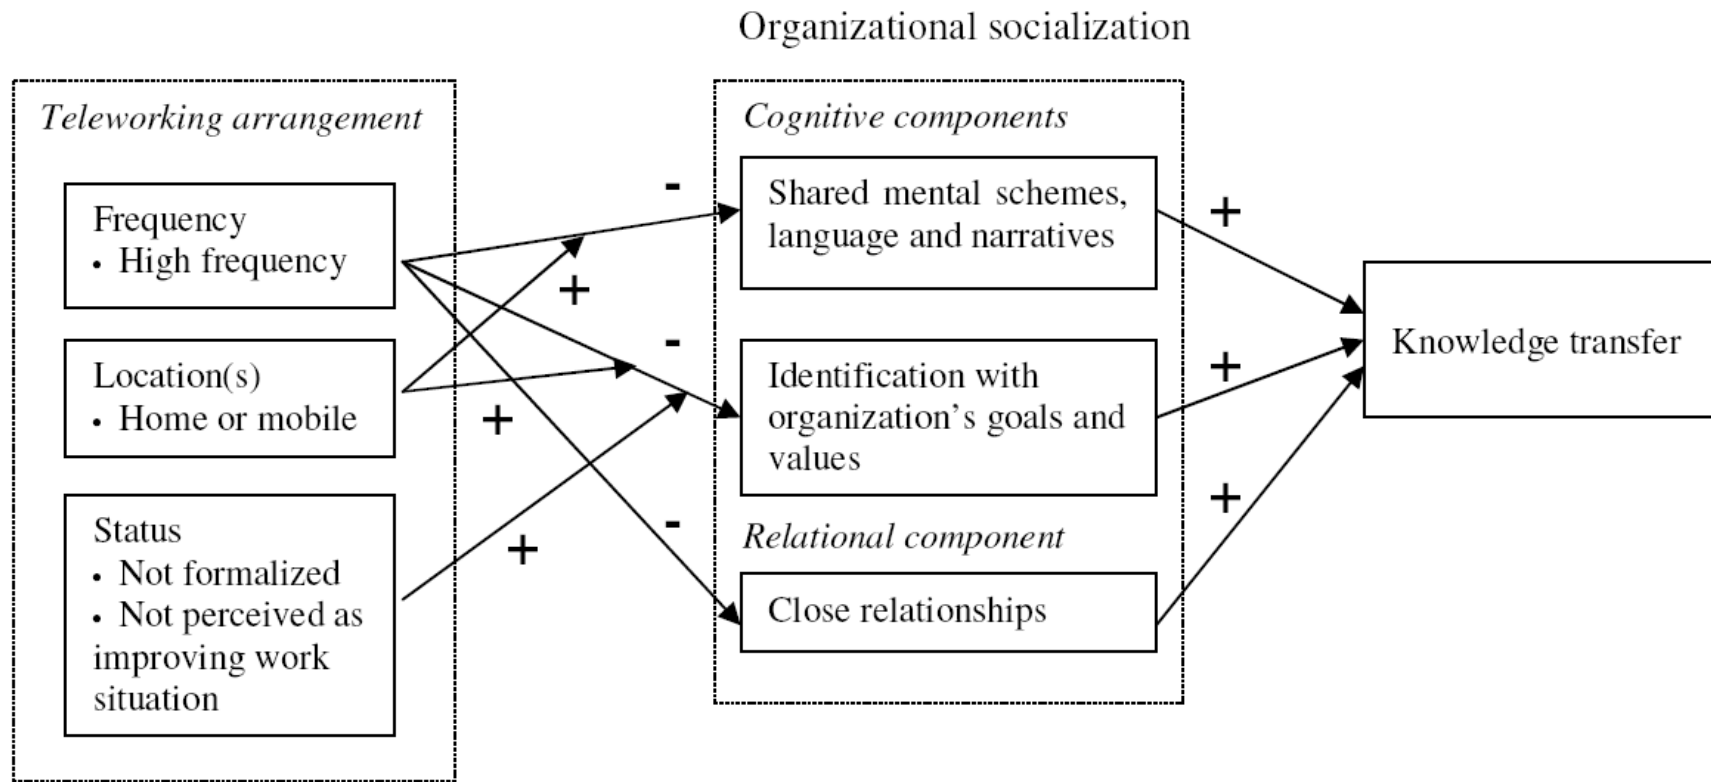 Organizational socialization
Teleworking arrangement
Frequency
• High frequency
Location(s)
• Home or mobile
Status
• Not formalized
• Not perceived as
improving work
situation
-
+
-
+
-
+
Cognitive components
Shared mental schemes,
language and narratives
Identification with
organization’s goals and
values
Relational component
Close relationships
+
+
+
Knowledge transfer